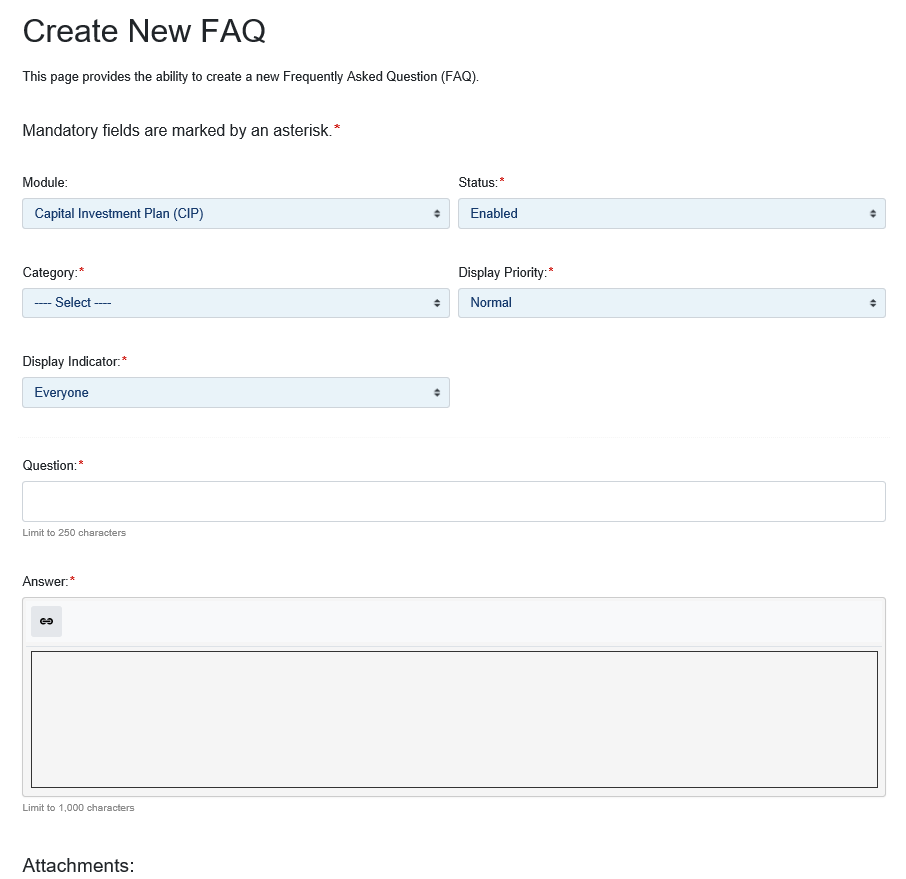 Create New FAQ
This page provides the ability to create a new Frequently Asked Question (FAQ).
Mandatory fields are marked by an asterisk.*
Module:
Status:*
Capital Investment Plan (CIP)
Enabled
Category:*
Display Priority:*
---- Select ----
Normal
Display Indicator:*
Everyone
Question:*
Limit to 250 characters
Answer:*
Limit to 1,000 characters
Attachments: